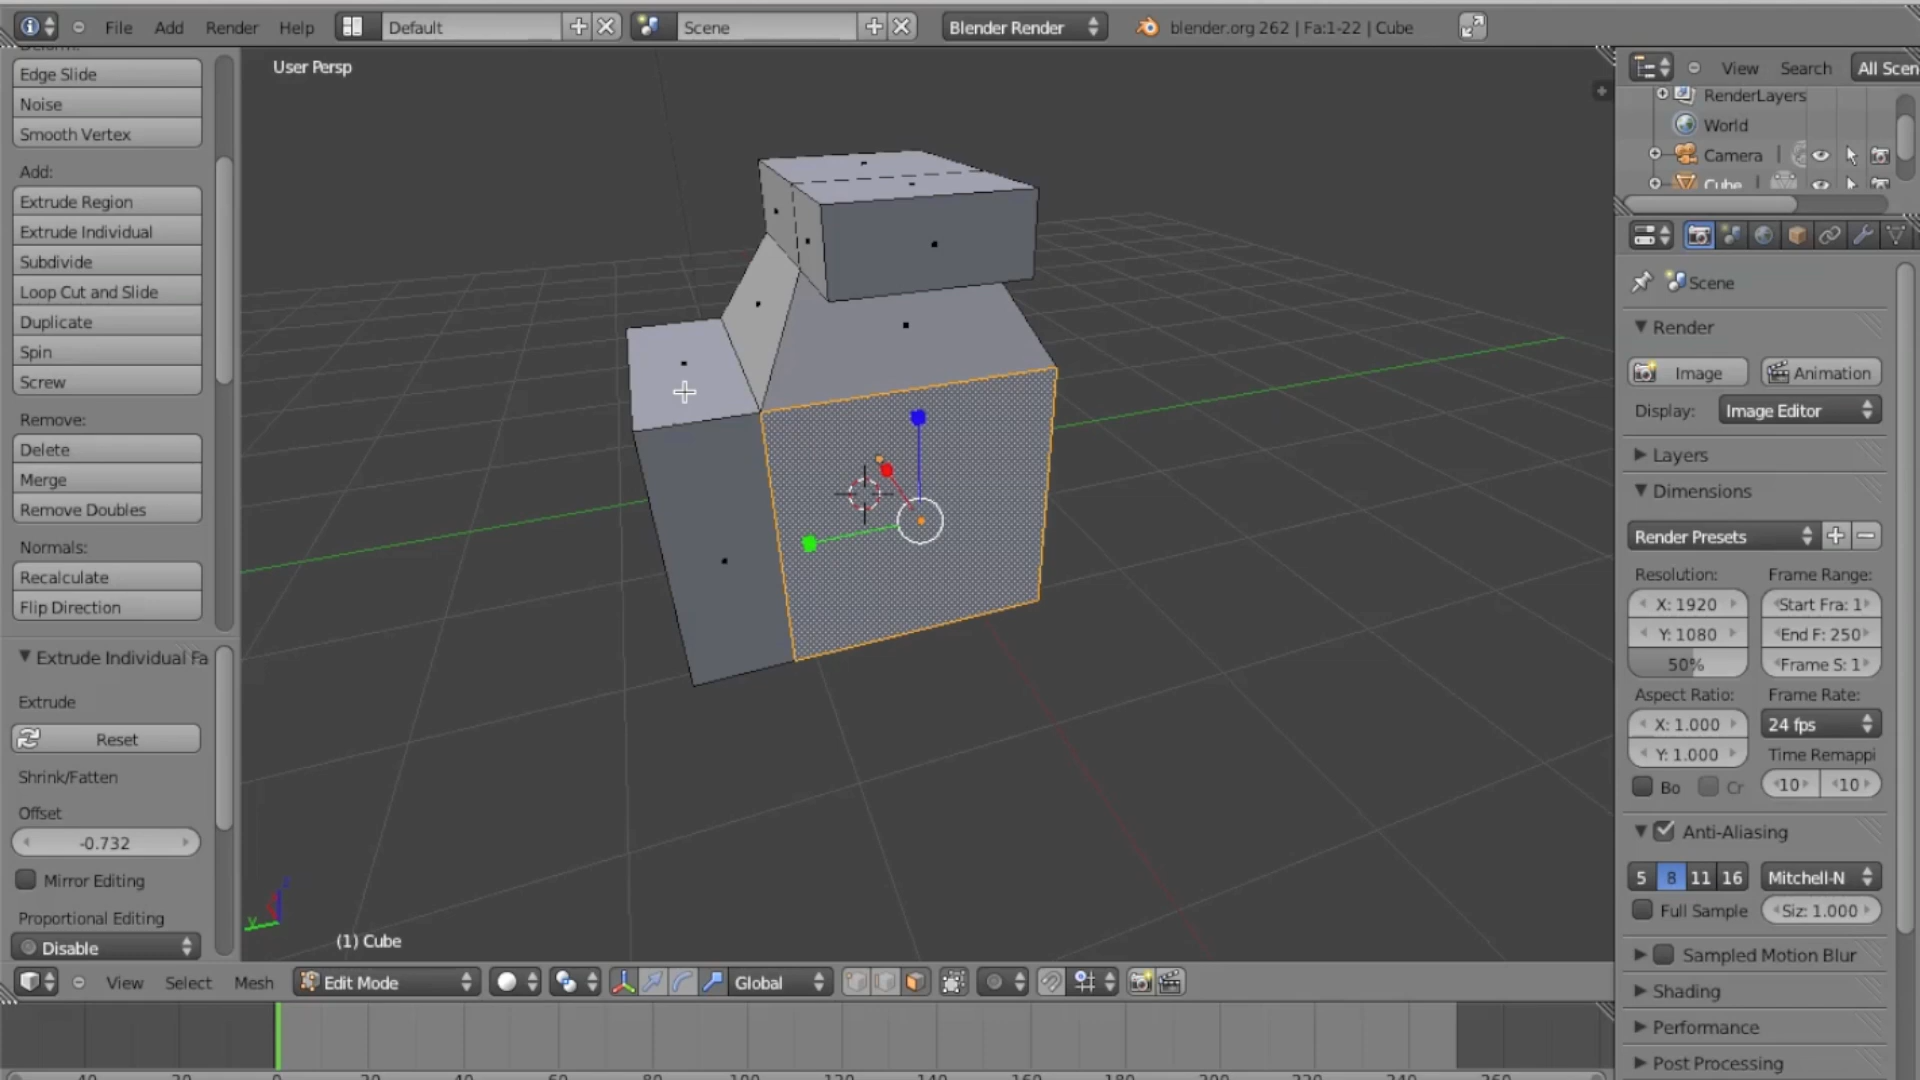 File Add Render Help Default Scene Blender Render blender.org 262 | Fa:1-22 | Cube
User Persp
Edge Slide
Noise
Smooth Vertex
Add:
Extrude Region
Extrude Individual
Subdivide
Loop Cut and Slide
Duplicate
Spin
Screw
Remove:
Delete
Merge
Remove Doubles
Normals:
Recalculate
Flip Direction
Extrude Individual Fa
Extrude
Reset
Shrink/Fatten
Offset
-0.732
Mirror Editing
Proportional Editing
Disable
(1) Cube
View Select Mesh Edit Mode Global
View Search All Scen
RenderLayers
World
Camera
Cube
Scene
Render
Image Animation
Display: Image Editor
Layers
Dimensions
Render Presets
Resolution: Frame Range:
X: 1920 Start Fra: 1
Y: 1080 End F: 250
50% Frame S: 1
Aspect Ratio: Frame Rate:
X: 1.000 24 fps
Y: 1.000 Time Remappi
Bo Cr 10 10
Anti-Aliasing
5 8 11 16 Mitchell-N
Full Sample Siz: 1.000
Sampled Motion Blur
Shading
Performance
Post Processing